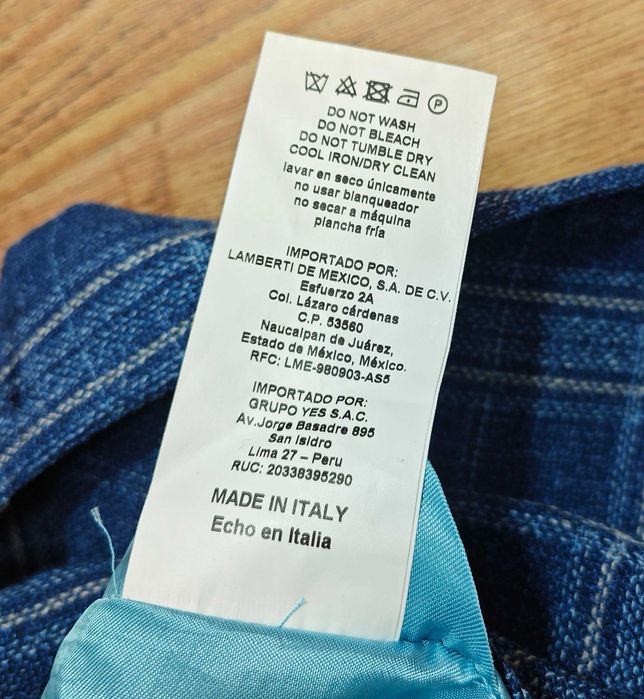 P
DO NOT WASH
DO NOT BLEACH
DO NOT TUMBLE DRY
COOL IRON/DRY CLEAN
lavar en seco únicamente
no usar blanqueador
no secar a máquina
plancha fría
IMPORTADO POR:
LAMBERTI DE MEXICO, S.A. DE C.V.
Esfuerzo 2A
Col. Lázaro cárdenas
C.P. 53560
Naucalpan de Juárez,
Estado de México, México.
RFC: LME-980903-AS5
IMPORTADO POR:
GRUPO YES S.A.C.
Av.Jorge Basadre 895
San Isidro
Lima 27 – Peru
RUC: 20338395290
MADE IN ITALY
Echo en Italia